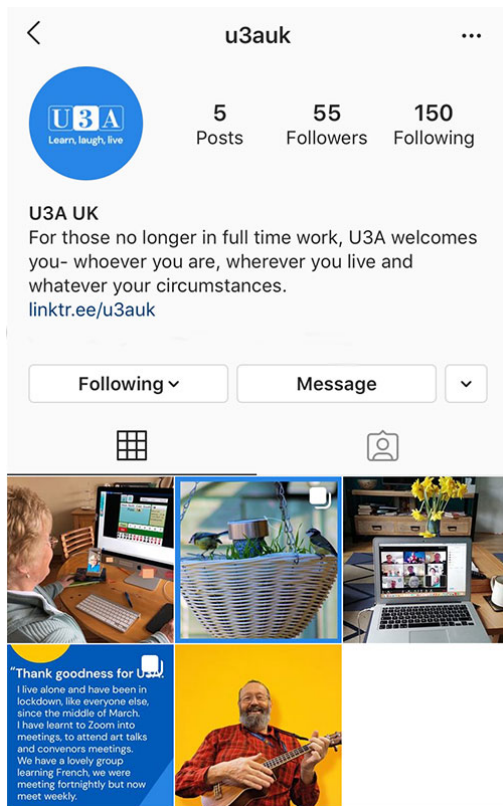 u3auk
U3A
Learn, laugh, live
5
Posts
55
Followers
150
Following
U3A UK
For those no longer in full time work, U3A welcomes
you- whoever you are, wherever you live and
whatever your circumstances.
linktr.ee/u3auk
Following
Message
"Thank goodness for U3A.
I live alone and have been in
lockdown, like everyone else,
since the middle of March.
I have learnt to Zoom into
meetings, to attend art talks
and convenors meetings.
We have a lovely group
learning French, we were
meeting fortnightly but now
meet weekly.